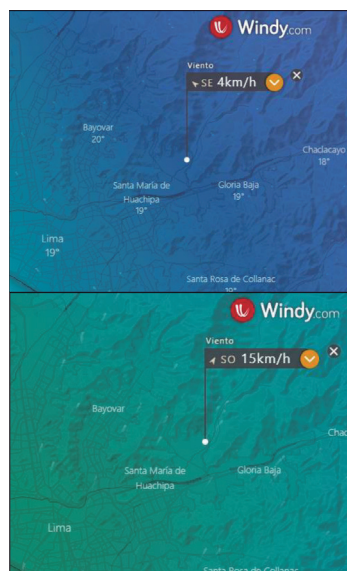 Windy.com
Viento
SE 4km/h
Bayovar
20°
Chaclacayo
18°
Santa María de
Huachipa
19°
Gloria Baja
19°
Lima
19°
Santa Rosa de Collanac
19°
Windy.com
Viento
SO 15km/h
Bayovar
Chac
Santa María de
Huachipa
Gloria Baja
Lima
Santa Rosa de Collanac